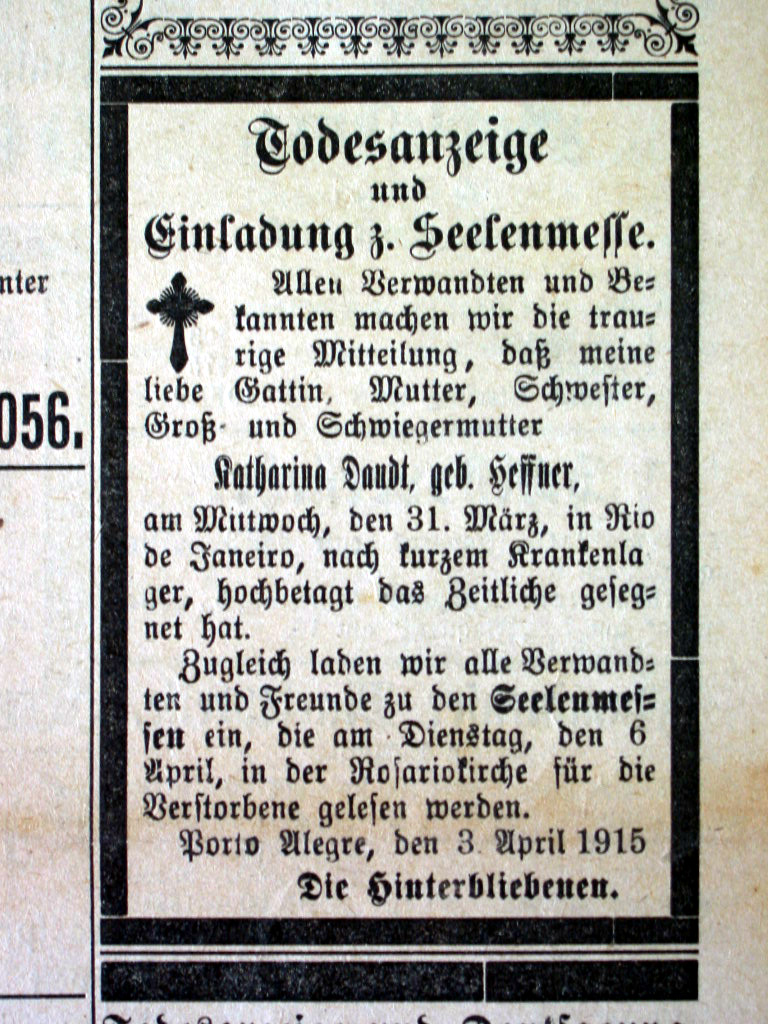 Todesanzeige
und
Einladung z. Seelenmesse.
Allen Verwandten und Be=
kannten machen wir die trau=
rige Mitteilung, daß meine
liebe Gattin, Mutter, Schwester,
Groß- und Schwiegermutter
Katharina Daudt, geb. Heffner,
am Mittwoch, den 31. März, in Rio
de Janeiro, nach kurzem Krankenla
ger, hochbetagt das Zeitliche geseg=
net hat.
Zugleich laden wir alle Verwand=
ten und Freunde zu den Seelenmes=
sen ein, die am Dienstag, den 6
April, in der Rosariokirche für die
Verstorbene gelesen werden.
Porto Alegre, den 3. April 1915
Die Hinterbliebenen.
nter
056.